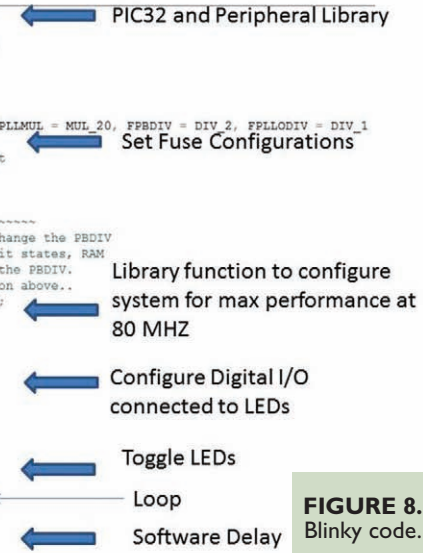 PIC32 and Peripheral Library
PLLMUL = MUL_20, FPBDIV = DIV_2, FPLLODIV = DIV_1
Set Fuse Configurations
~~~~~
hange the PBDIV
it states, RAM
the PBDIV.
on above..
Library function to configure
system for max performance at
80 MHZ
Configure Digital I/O
connected to LEDs
Toggle LEDs
Loop
Software Delay
FIGURE 8.
Blinky code.